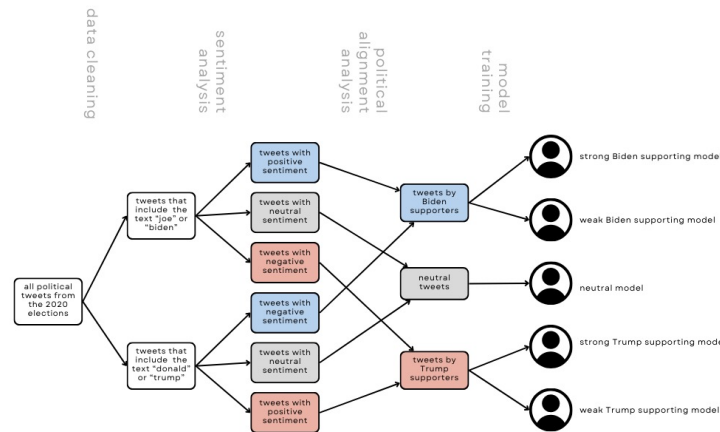 data cleaning
sentiment
analysis
political
alignment
analysis
model
training
all political
tweets from
the 2020
elections
tweets that
include the
text "joe" or
"biden"
tweets that
include the
text "donald"
or "trump"
tweets with
positive
sentiment
tweets with
neutral
sentiment
tweets with
negative
sentiment
tweets with
negative
sentiment
tweets with
neutral
sentiment
tweets with
positive
sentiment
tweets by
Biden
supporters
neutral
tweets
tweets by
Trump
supporters
strong Biden supporting mode
weak Biden supporting model
neutral model
strong Trump supporting mode
weak Trump supporting model